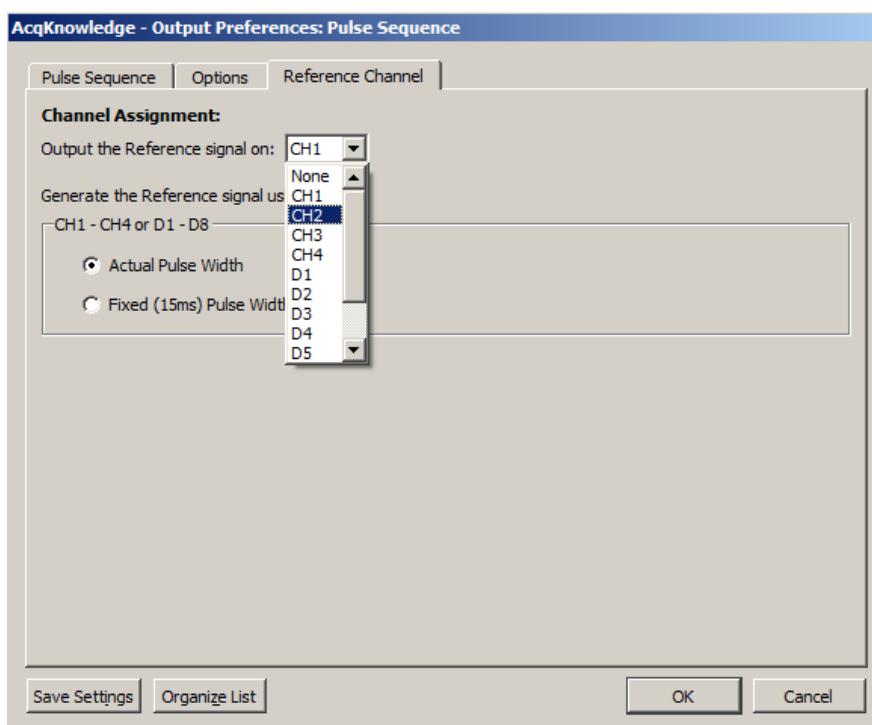 AcqKnowledge - Output Preferences: Pulse Sequence
Pulse Sequence Options Reference Channel
Channel Assignment:
Output the Reference signal on: CH1
None
Generate the Reference signal us CH1
CH2
CH1 - CH4 or D1 - D8
CH3
CH4
Actual Pulse Width
D1
D2
Fixed (15ms) Pulse Widt
D3
D4
D5
Save Settings Organize List OK Cancel